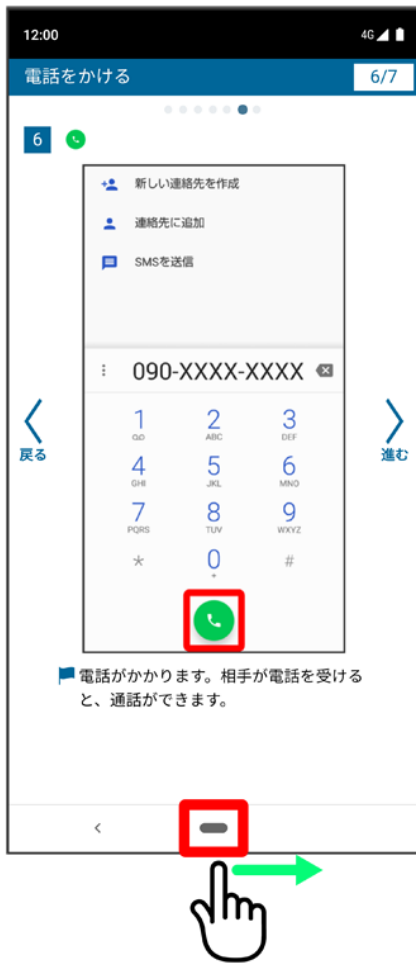 12:00
4G
電話をかける
6/7
6
新しい連絡先を作成
連絡先に追加
SMSを送信
090-XXXX-XXXX
1 2 3
ABC DEF
4 5 6
GHI JKL MNO
7 8 9
PQRS TUV WXYZ
* 0 #
+
戻る
進む
電話がかかります。相手が電話を受ける
と、通話ができます。